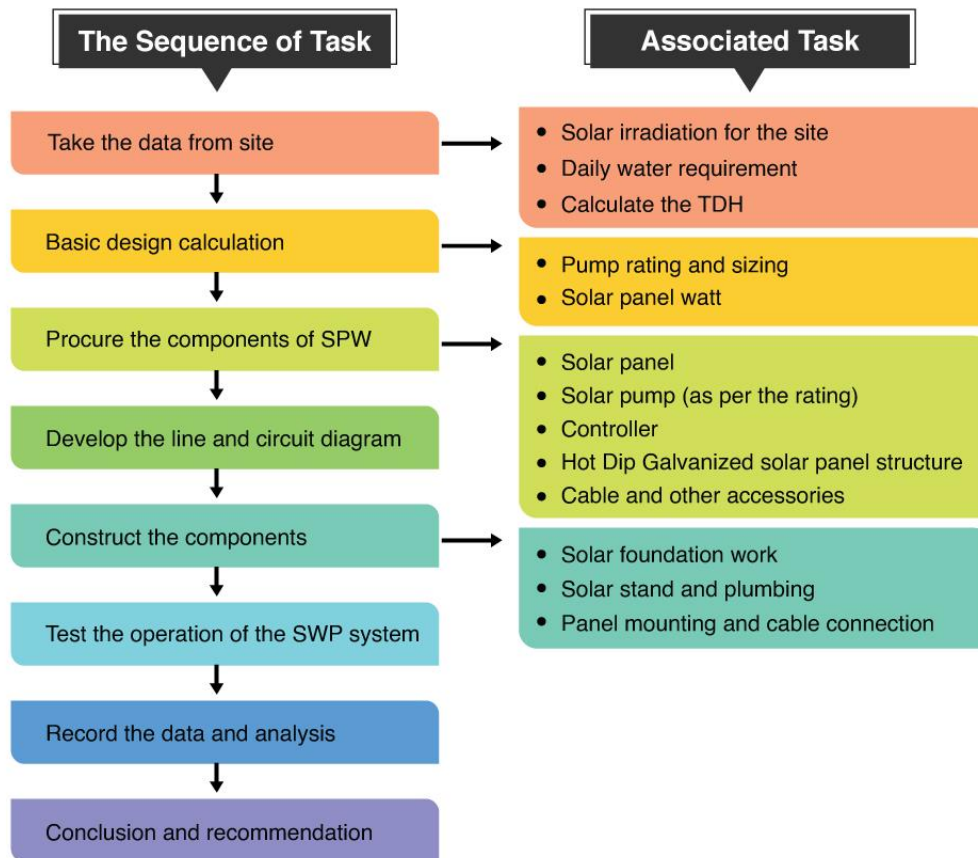 The Sequence of Task
Associated Task
Take the data from site
• Solar irradiation for the site
• Daily water requirement
• Calculate the TDH
Basic design calculation
• Pump rating and sizing
• Solar panel watt
Procure the components of SPW
• Solar panel
• Solar pump (as per the rating)
• Controller
• Hot Dip Galvanized solar panel structure
• Cable and other accessories
Develop the line and circuit diagram
Construct the components
• Solar foundation work
• Solar stand and plumbing
• Panel mounting and cable connection
Test the operation of the SWP system
Record the data and analysis
Conclusion and recommendation